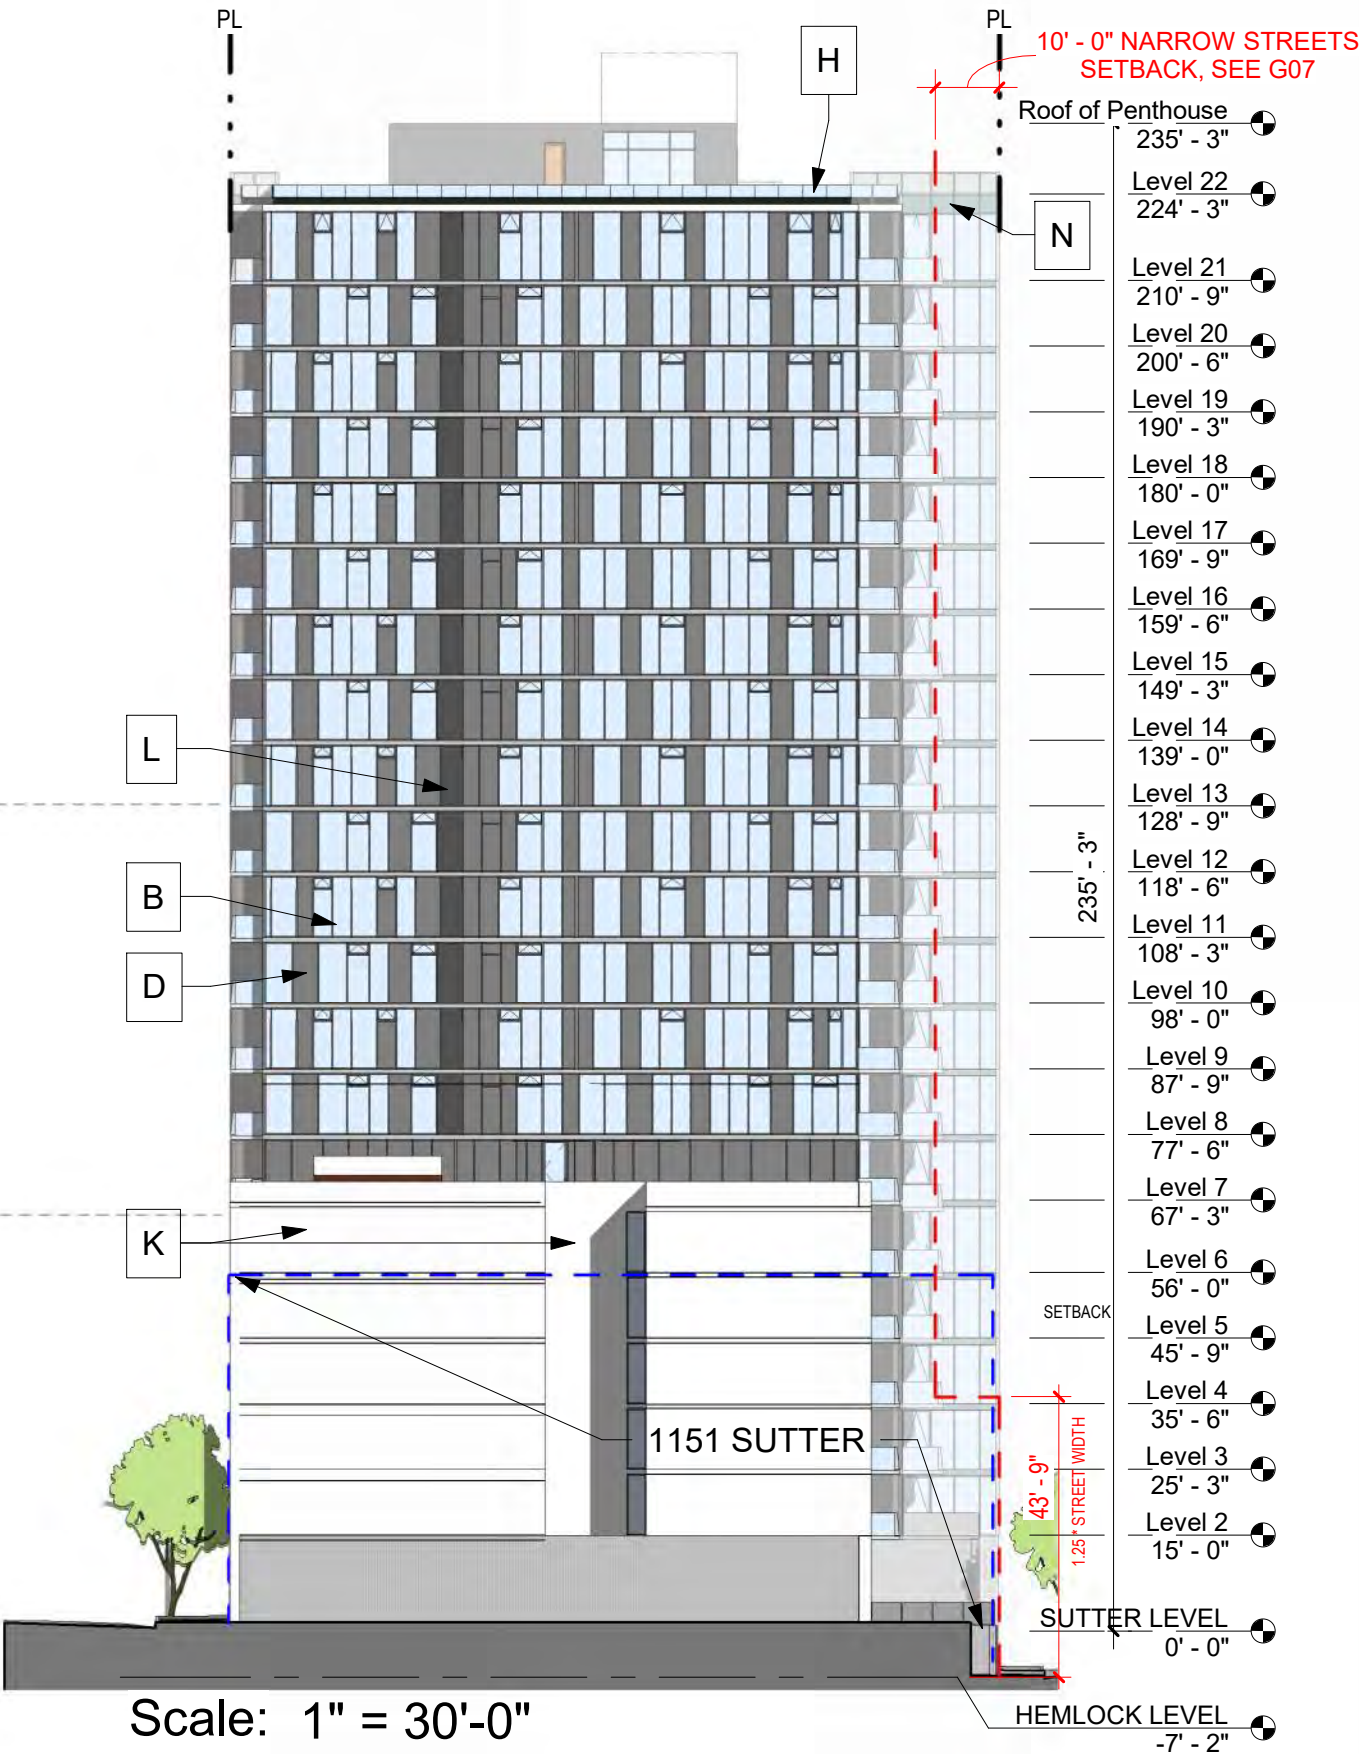 PL
PL
10' - 0" NARROW STREETS
SETBACK, SEE G07
H
Roof of Penthouse
235' - 3"
Level 22
224' - 3"
N
Level 21
210' - 9"
Level 20
200' - 6"
Level 19
190' - 3"
Level 18
180' - 0"
Level 17
169' - 9"
Level 16
159' - 6"
Level 15
149' - 3"
L
Level 14
139' - 0"
Level 13
128' - 9"
235' - 3"
Level 12
118' - 6"
B
Level 11
108' - 3"
D
Level 10
98' - 0"
Level 9
87' - 9"
Level 8
77' - 6"
Level 7
67' - 3"
K
Level 6
56' - 0"
SETBACK
Level 5
45' - 9"
Level 4
35' - 6"
1151 SUTTER
43' - 9"
1.25 * STREET WIDTH
Level 3
25' - 3"
Level 2
15' - 0"
SUTTER LEVEL
0' - 0"
Scale: 1" = 30'-0"
HEMLOCK LEVEL
-7' - 2"